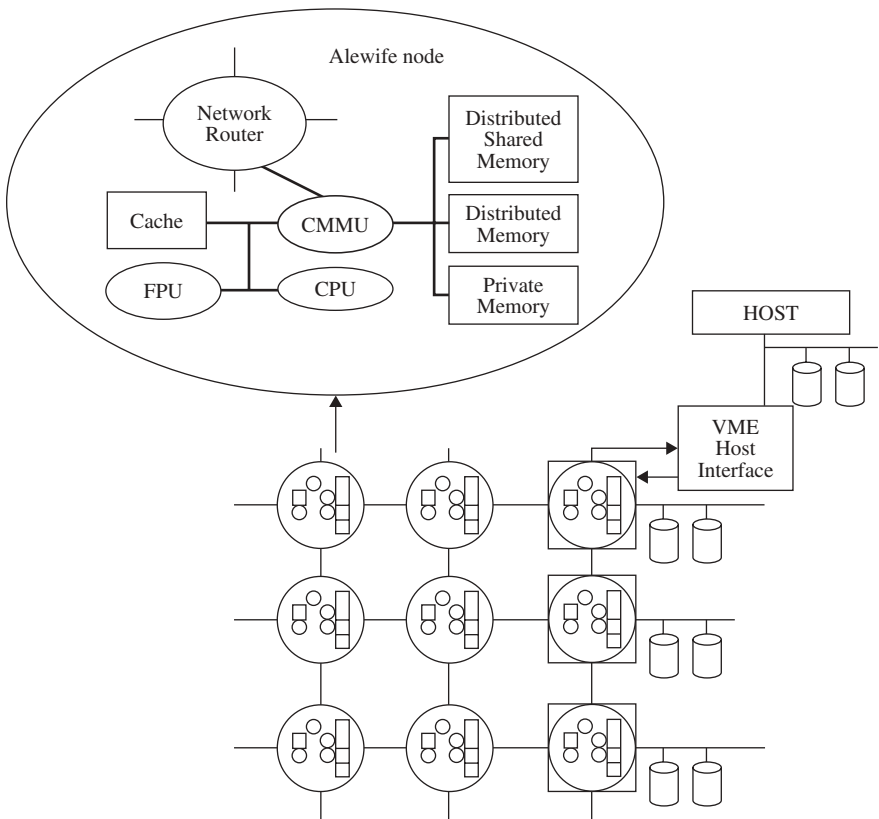 Alewife node
Network
Router
Distributed
Shared
Memory
Cache
CMMU
Distributed
Memory
FPU
CPU
Private
Memory
HOST
VME
Host
Interface